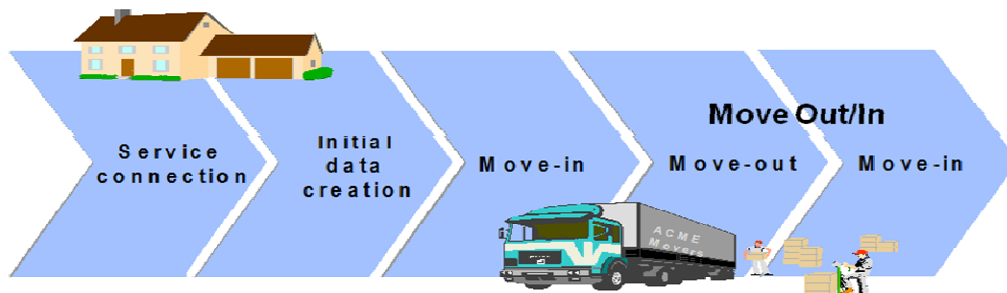 Service
connection
Initial
data
creation
Move-in
Move Out/In
Move-out
Move-in
ACME
Movers